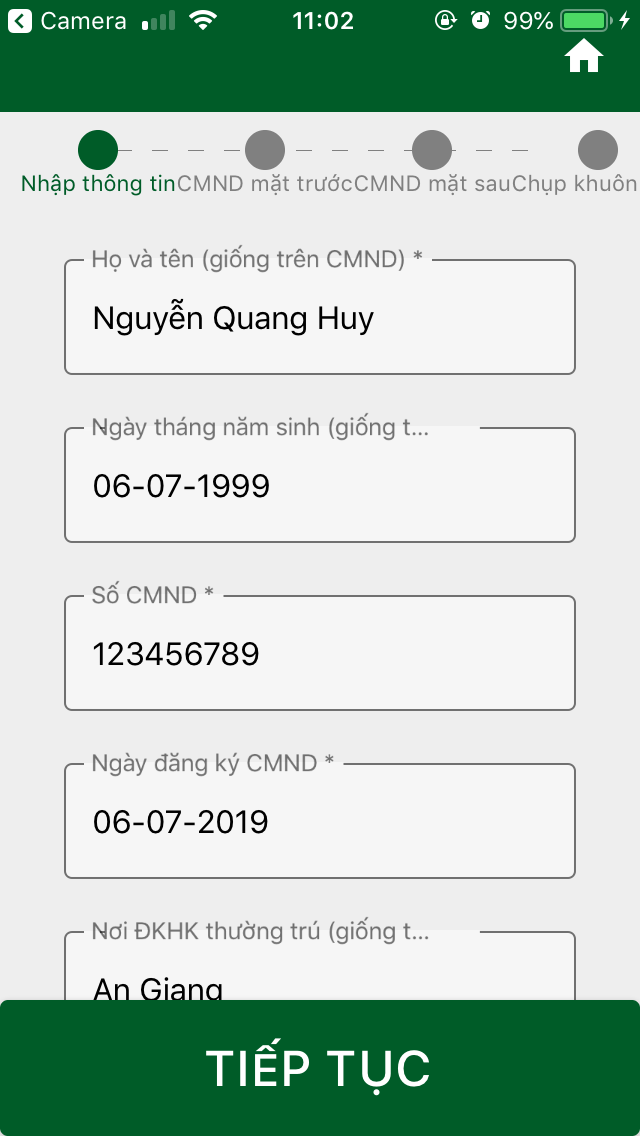 Camera 11:02 99%
Nhập thông tin CMND mặt trước CMND mặt sau Chụp khuôn
Họ và tên (giống trên CMND) *
Nguyễn Quang Huy
Ngày tháng năm sinh (giống t...
06-07-1999
Số CMND *
123456789
Ngày đăng ký CMND *
06-07-2019
Nơi ĐKHK thường trú (giống t...
An Giang
TIẾP TỤC